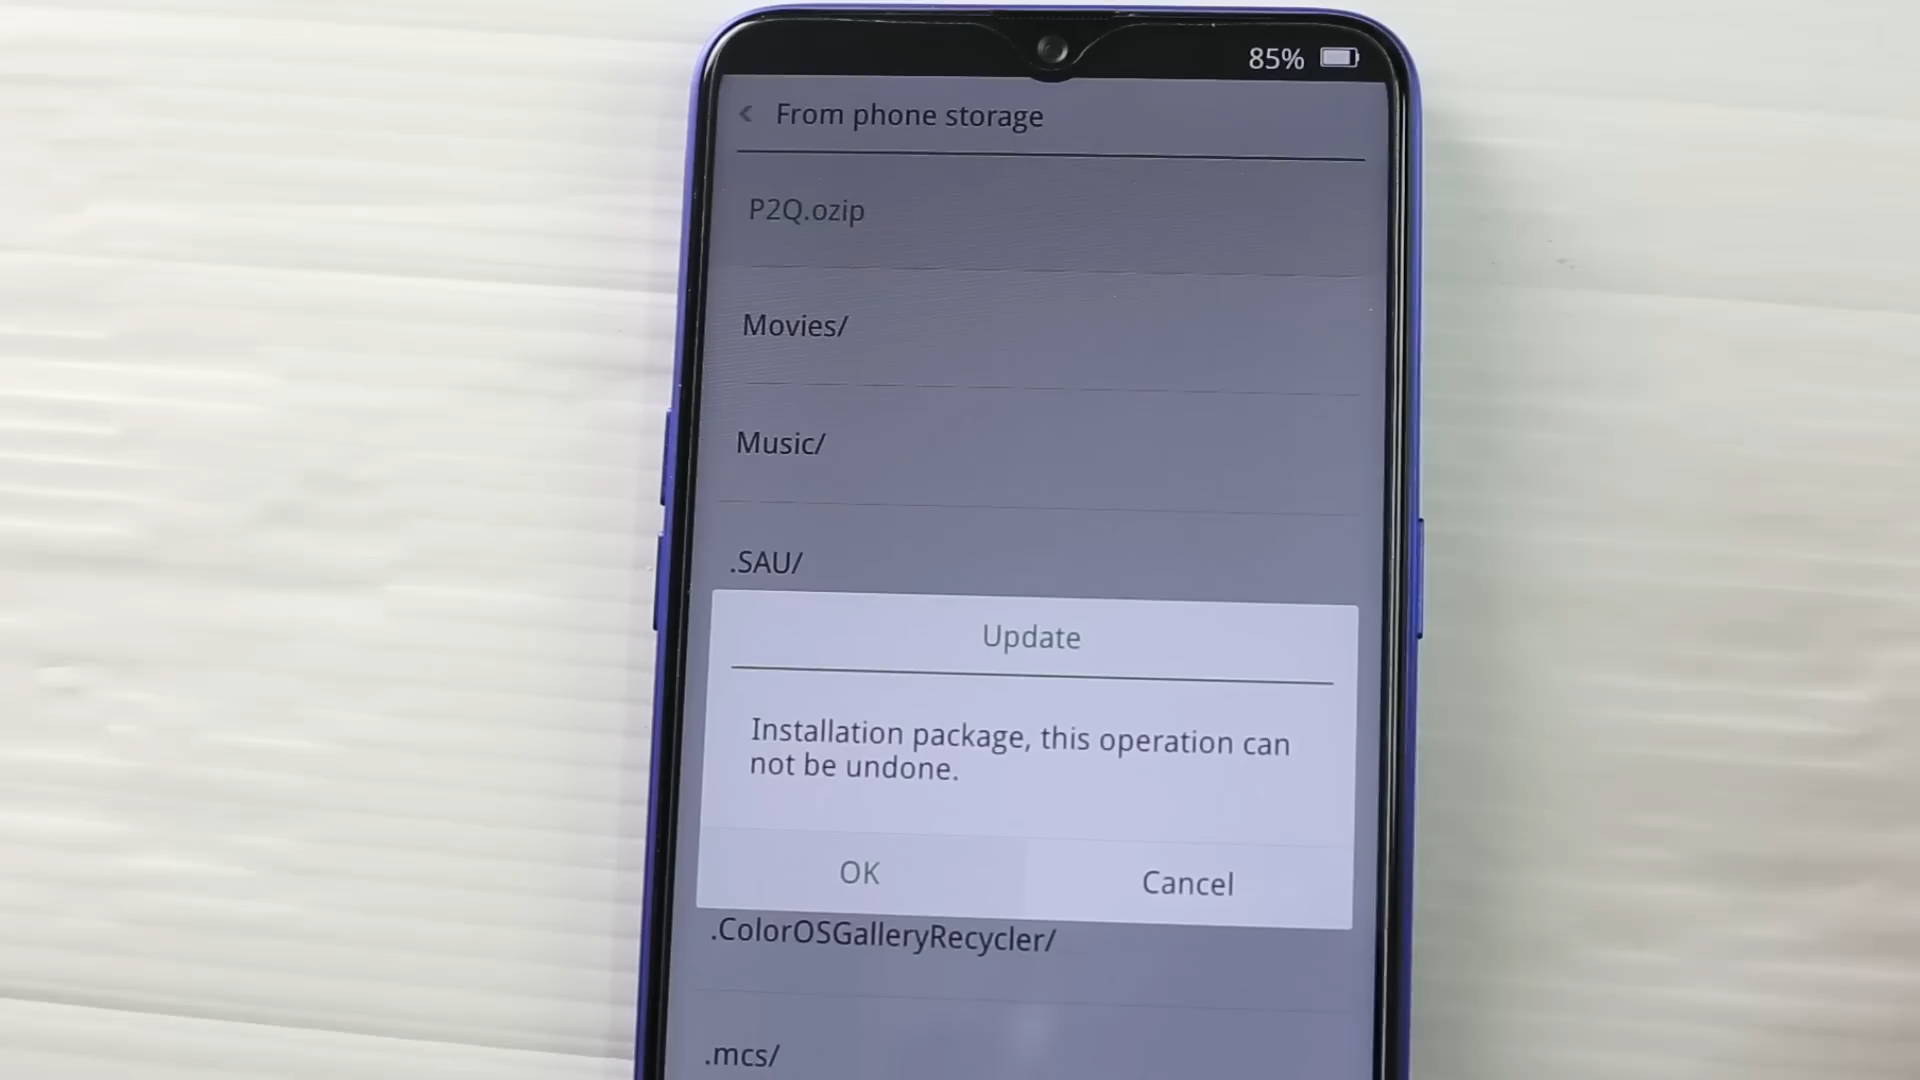 85%
From phone storage
P2Q.ozip
Movies/
Music/
.SAU/
Update
Installation package, this operation can
not be undone.
OK
Cancel
.ColorOSGalleryRecycler/
.mcs/